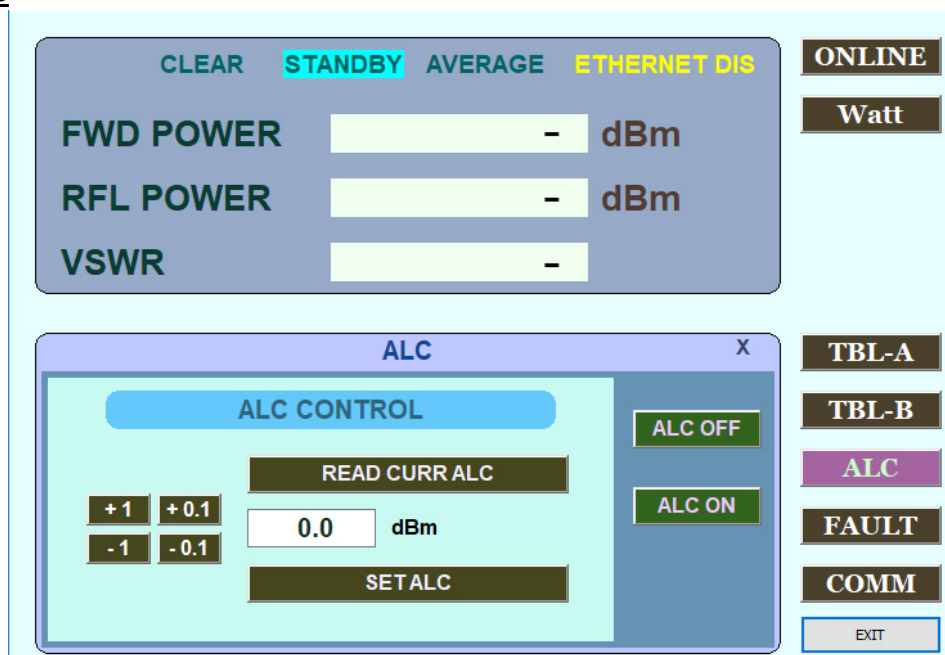 CLEAR STANDBY AVERAGE ETHERNET DIS
FWD POWER - dBm
RFL POWER - dBm
VSWR -
ONLINE
Watt
ALC X
ALC CONTROL
READ CURR ALC
+ 1 + 0.1
0.0 dBm
- 1 - 0.1
SET ALC
ALC OFF
ALC ON
TBL-A
TBL-B
ALC
FAULT
COMM
EXIT